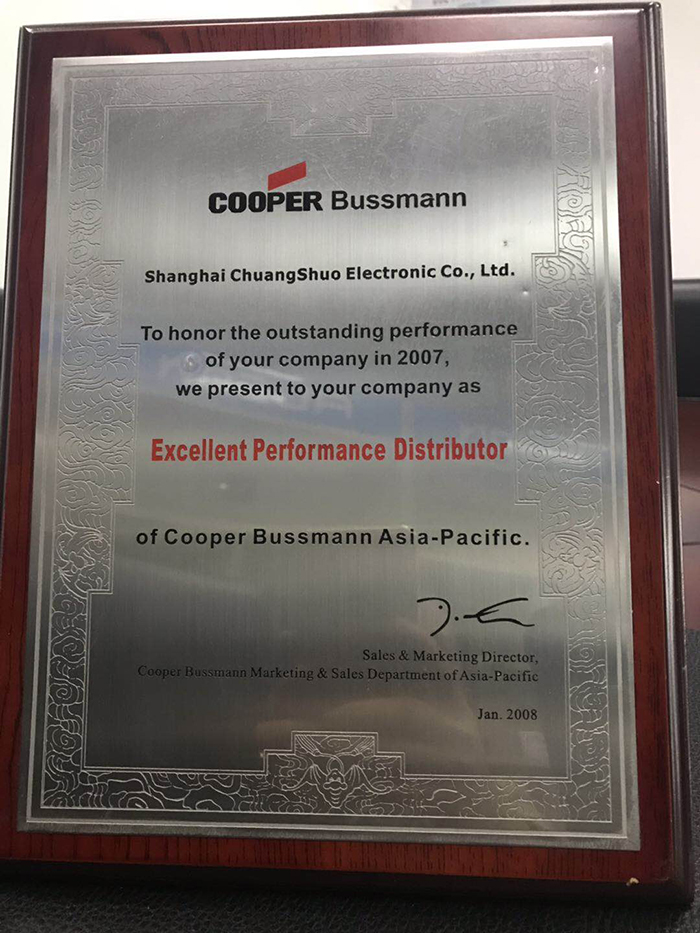 COOPER Bussmann
Shanghai ChuangShuo Electronic Co., Ltd.
To honor the outstanding performance
of your company in 2007,
we present to your company as
Excellent Performance Distributor
of Cooper Bussmann Asia-Pacific.
Sales & Marketing Director,
Cooper Bussmann Marketing & Sales Department of Asia-Pacific
Jan. 2008